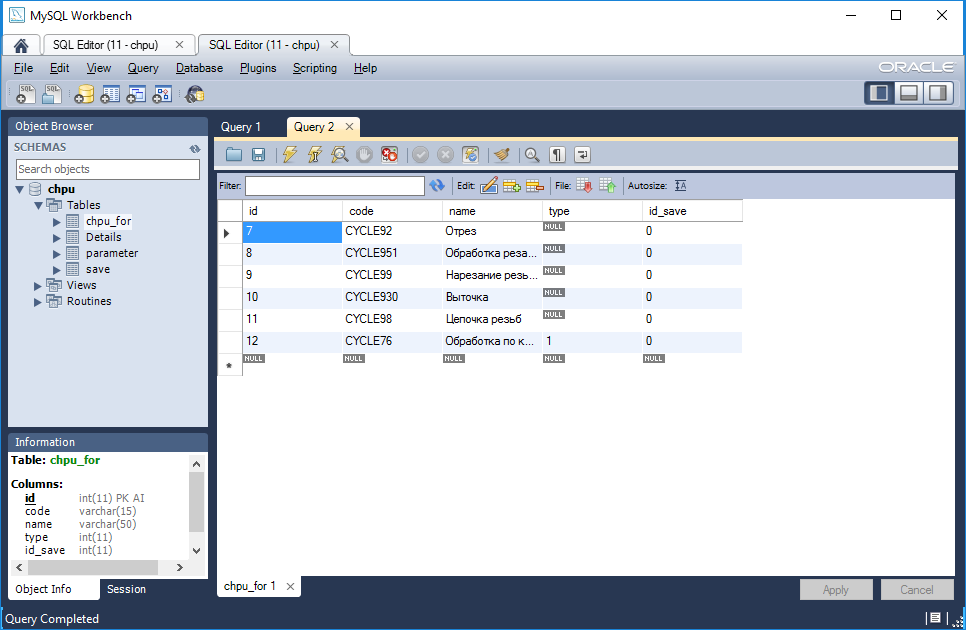 MySQL Workbench
SQL Editor (11 - chpu) SQL Editor (11 - chpu)
File Edit View Query Database Plugins Scripting Help
ORACLE
SQL SQL
Object Browser
SCHEMAS
Search objects
chpu
Tables
chpu_for
Details
parameter
save
Views
Routines
Information
Table: chpu_for
Columns:
id int(11) PK AI
code varchar(15)
name varchar(50)
type int(11)
id_save int(11)
Object Info Session
Query Completed
Query 1 Query 2
Filter: Edit: File: Autosize:
id code name type id_save
7 CYCLE92 Отрез NULL 0
8 CYCLE951 Обработка реза... NULL 0
9 CYCLE99 Нарезание резь... NULL 0
10 CYCLE930 Выточка NULL 0
11 CYCLE98 Цепочка резьб NULL 0
12 CYCLE76 Обработка по к... 1 0
* NULL NULL NULL NULL NULL
chpu_for 1
Apply Cancel